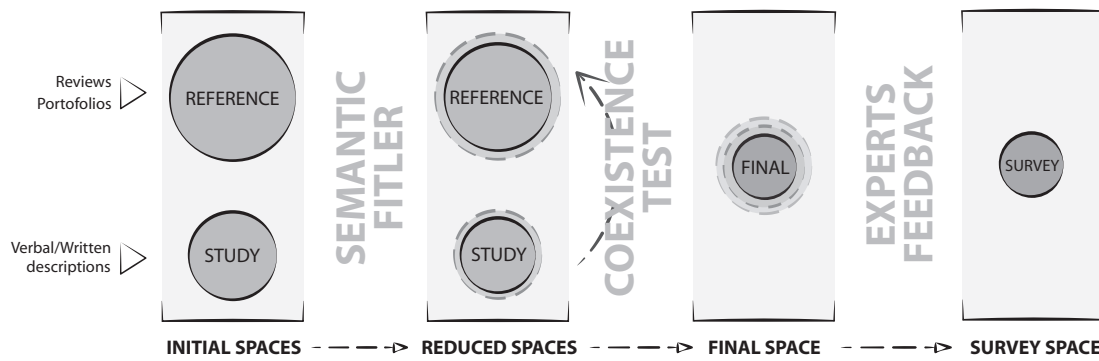 Reviews
Portofolios
REFERENCE
Verbal/Written
descriptions
STUDY
SEMANTIC
FITLER
REFERENCE
STUDY
COEXISTENCE
TEST
FINAL
EXPERTS
FEEDBACK
SURVEY
INITIAL SPACES
REDUCED SPACES
FINAL SPACE
SURVEY SPACE